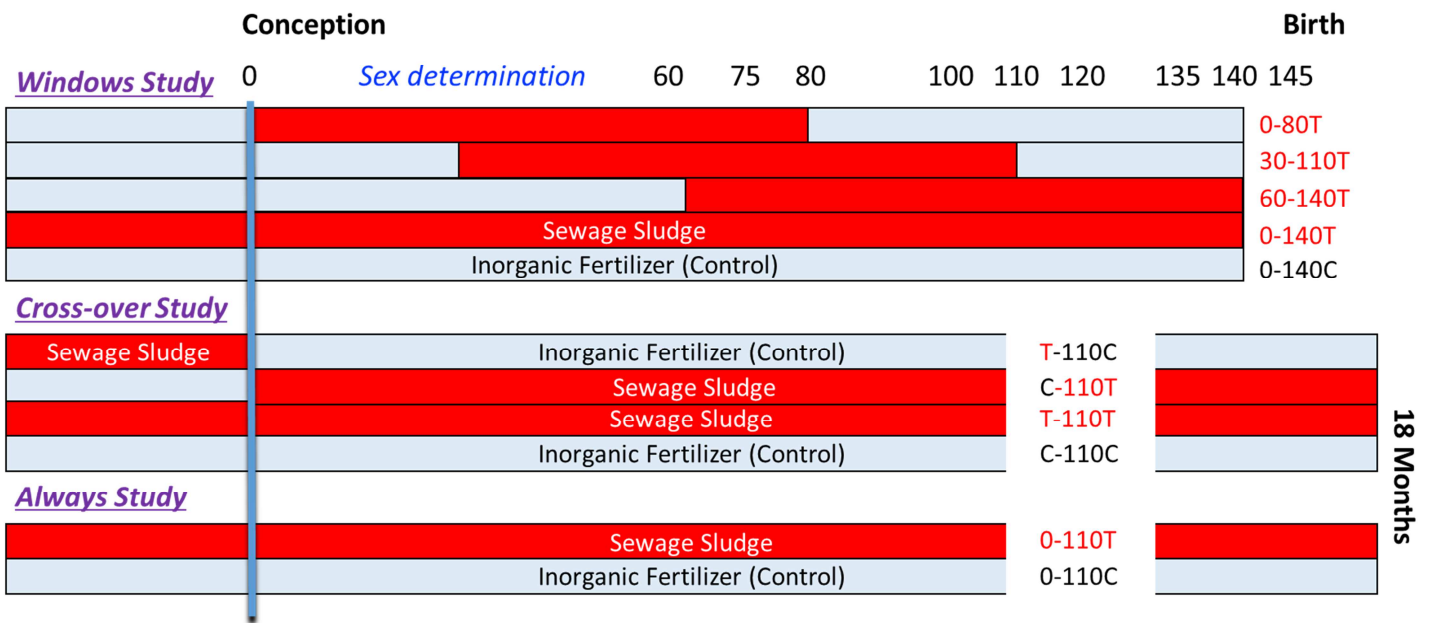 Conception Birth
Windows Study 0 Sex determination 60 75 80 100 110 120 135 140 145
0-80T
30-110T
60-140T
Sewage Sludge 0-140T
Inorganic Fertilizer (Control) 0-140C
Cross-over Study
Sewage Sludge Inorganic Fertilizer (Control) T-110C
Sewage Sludge C-110T
Sewage Sludge T-110T
Inorganic Fertilizer (Control) C-110C
18 Months
Always Study
Sewage Sludge 0-110T
Inorganic Fertilizer (Control) 0-110C